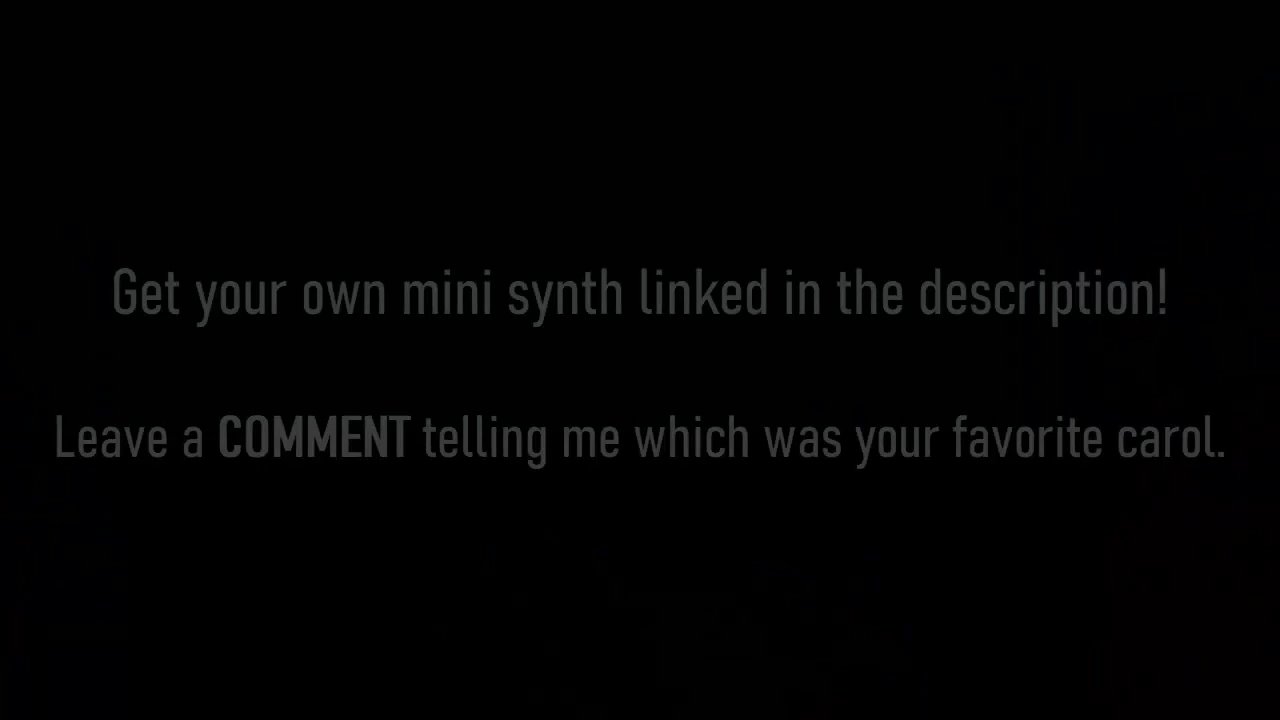 Get your own mini synth linked in the description!
Leave a COMMENT telling me which was your favorite carol.